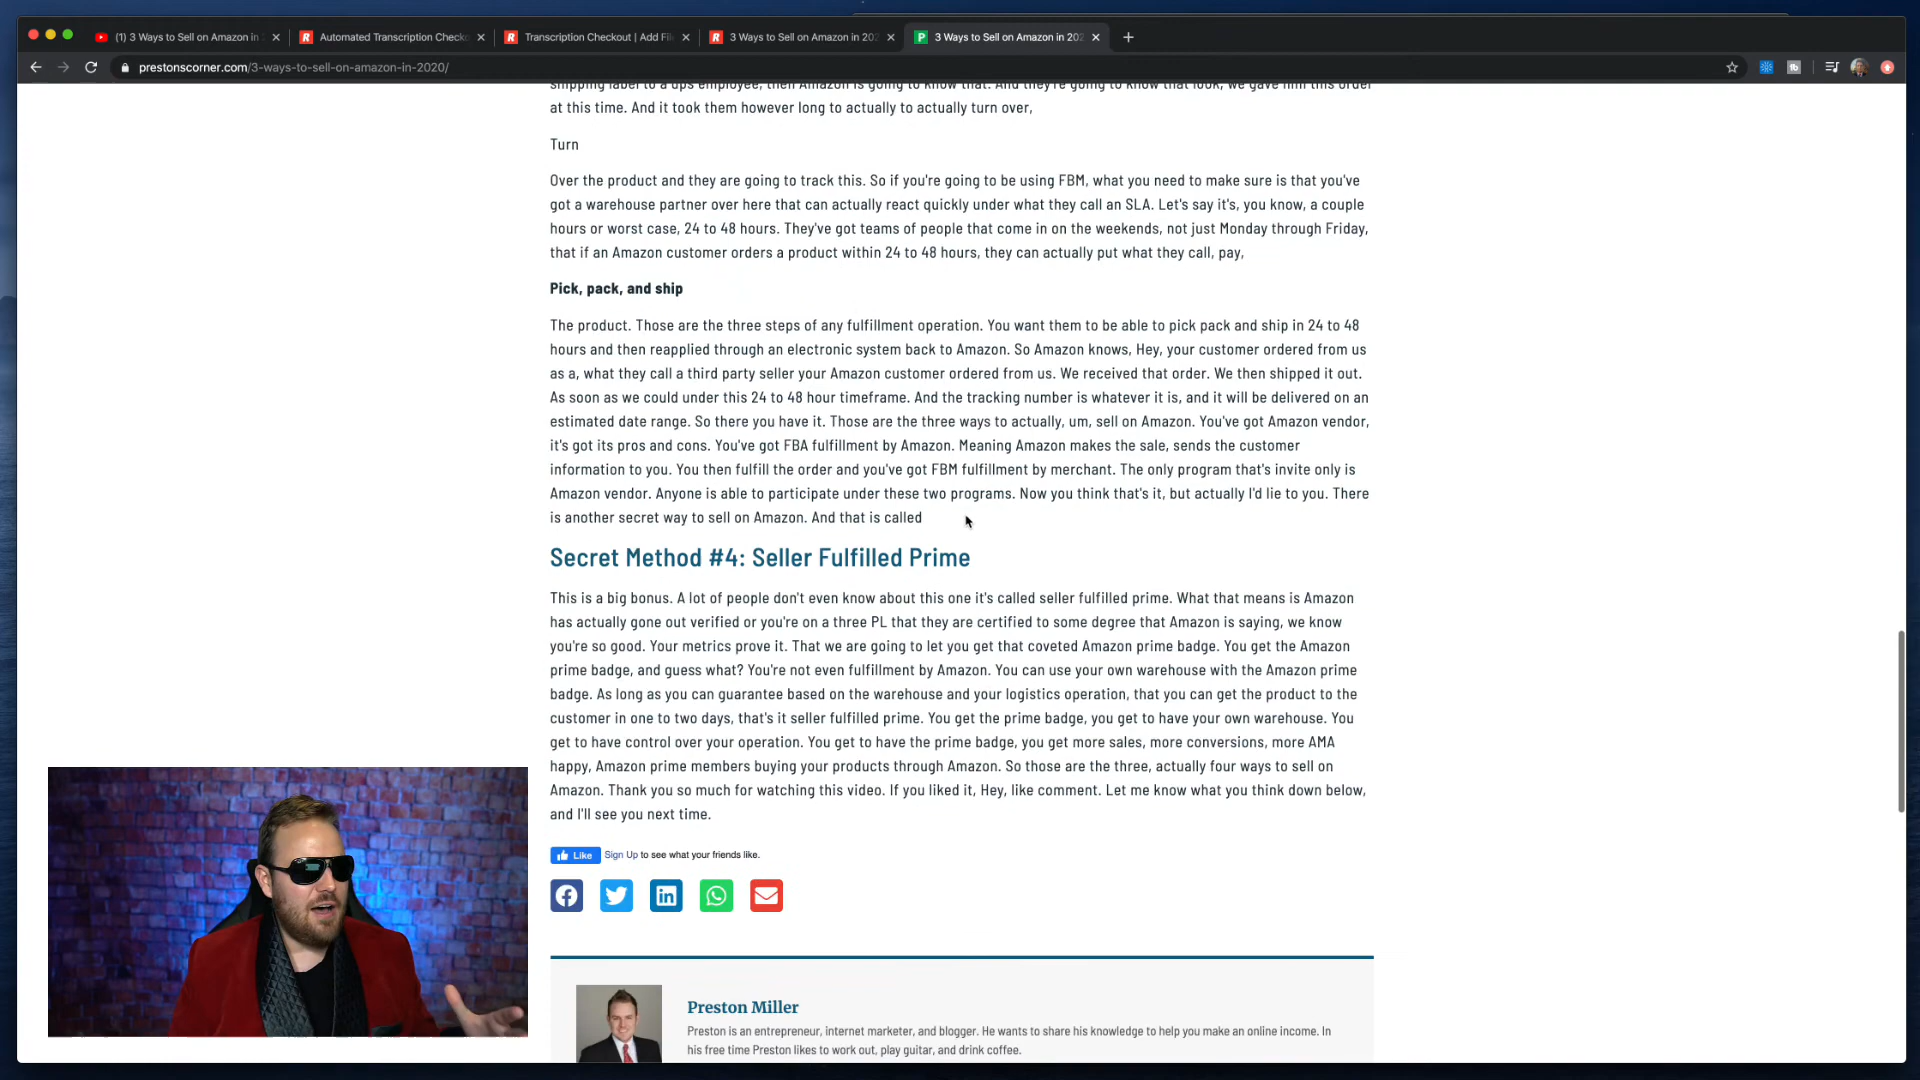 (1) 3 Ways to Sell on Amazon in
Automated Transcription Check
Transcription Checkout | Add Fi
3 Ways to Sell on Amazon in 202
3 Ways to Sell on Amazon in 202
prestonscorner.com/3-ways-to-sell-on-amazon-in-2020/
shipping label to a ups employee, then Amazon is going to know that. And they're going to know that look, we gave him this order
at this time. And it took them however long to actually to actually turn over,
Turn
Over the product and they are going to track this. So if you're going to be using FBM, what you need to make sure is that you've
got a warehouse partner over here that can actually react quickly under what they call an SLA. Let's say it's, you know, a couple
hours or worst case, 24 to 48 hours. They've got teams of people that come in on the weekends, not just Monday through Friday,
that if an Amazon customer orders a product within 24 to 48 hours, they can actually put what they call, pay,
Pick, pack, and ship
The product. Those are the three steps of any fulfillment operation. You want them to be able to pick pack and ship in 24 to 48
hours and then reapplied through an electronic system back to Amazon. So Amazon knows, Hey, your customer ordered from us
as a, what they call a third party seller your Amazon customer ordered from us. We received that order. We then shipped it out.
As soon as we could under this 24 to 48 hour timeframe. And the tracking number is whatever it is, and it will be delivered on an
estimated date range. So there you have it. Those are the three ways to actually, um, sell on Amazon. You've got Amazon vendor,
it's got its pros and cons. You've got FBA fulfillment by Amazon. Meaning Amazon makes the sale, sends the customer
information to you. You then fulfill the order and you've got FBM fulfillment by merchant. The only program that's invite only is
Amazon vendor. Anyone is able to participate under these two programs. Now you think that's it, but actually I'd lie to you. There
is another secret way to sell on Amazon. And that is called
Secret Method #4: Seller Fulfilled Prime
This is a big bonus. A lot of people don't even know about this one it's called seller fulfilled prime. What that means is Amazon
has actually gone out verified or you're on a three PL that they are certified to some degree that Amazon is saying, we know
you're so good. Your metrics prove it. That we are going to let you get that coveted Amazon prime badge. You get the Amazon
prime badge, and guess what? You're not even fulfillment by Amazon. You can use your own warehouse with the Amazon prime
badge. As long as you can guarantee based on the warehouse and your logistics operation, that you can get the product to the
customer in one to two days, that's it seller fulfilled prime. You get the prime badge, you get to have your own warehouse. You
get to have control over your operation. You get to have the prime badge, you get more sales, more conversions, more AMA
happy, Amazon prime members buying your products through Amazon. So those are the three, actually four ways to sell on
Amazon. Thank you so much for watching this video. If you liked it, Hey, like comment. Let me know what you think down below,
and I'll see you next time.
Like Sign Up to see what your friends like.
Preston Miller
Preston is an entrepreneur, internet marketer, and blogger. He wants to share his knowledge to help you make an online income. In
his free time Preston likes to work out, play guitar, and drink coffee.